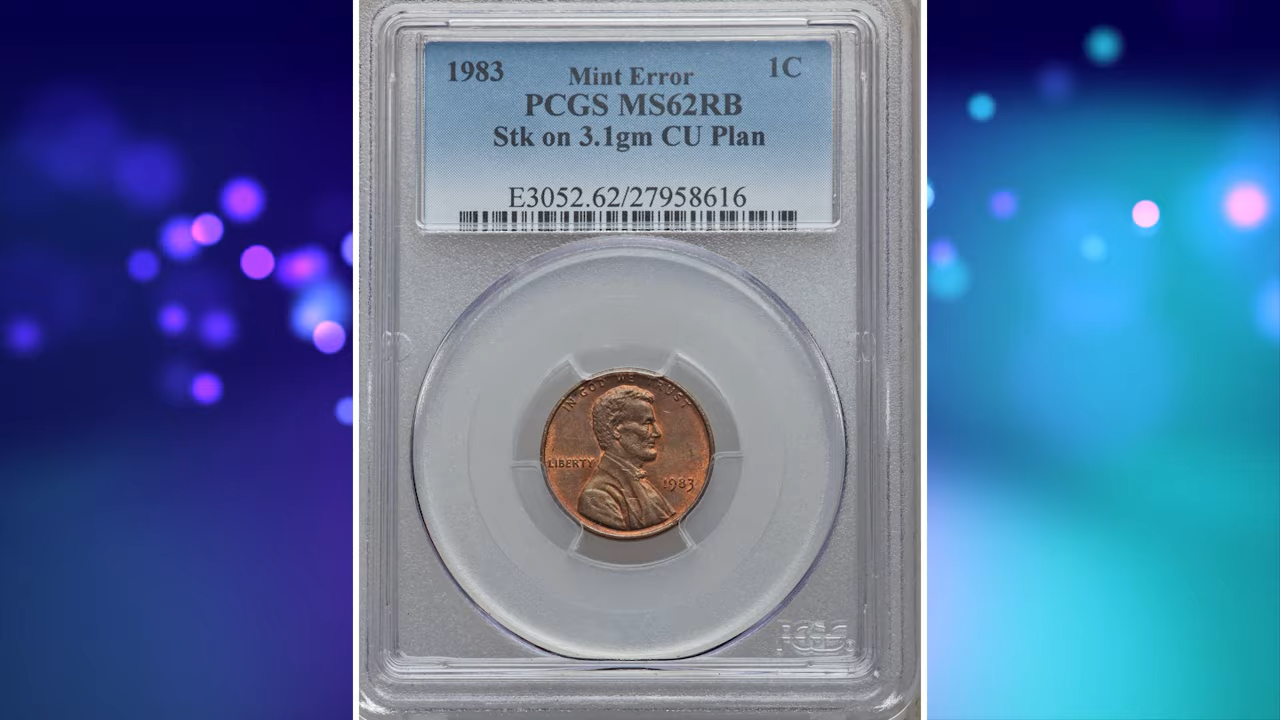 1983 Mint Error 1C
PCGS MS62RB
Stk on 3.1gm CU Plan
E3052.62/27958616
IN GOD WE TRUST
LIBERTY 1983
PCGS